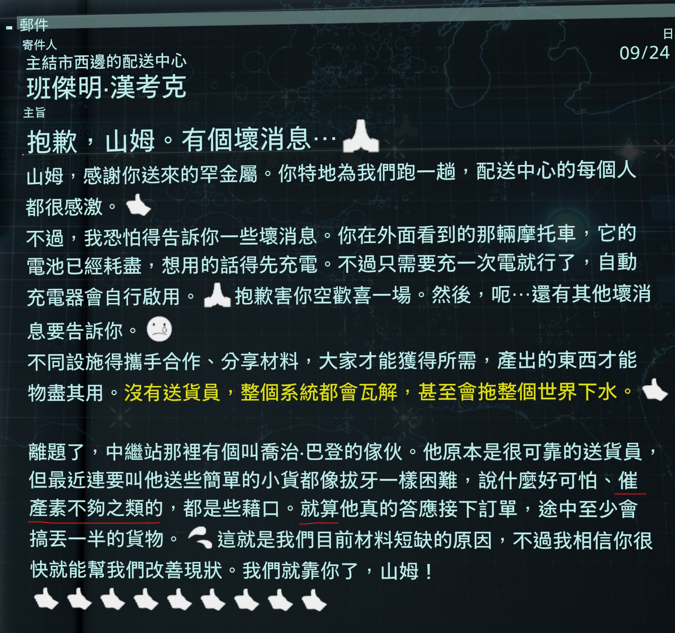 郵件
寄件人
日
主結市西邊的配送中心
09/24
班傑明·漢考克
主旨
抱歉，山姆。有個壞消息…
山姆，感謝你送來的罕金屬。你特地為我們跑一趟，配送中心的每個人
都很感激。
不過，我恐怕得告訴你一些壞消息。你在外面看到的那輛摩托車，它的
電池已經耗盡，想用的話得先充電。不過只需要充一次電就行了，自動
充電器會自行啟用。抱歉害你空歡喜一場。然後，呃…還有其他壞消
息要告訴你。
不同設施得攜手合作、分享材料，大家才能獲得所需，產出的東西才能
物盡其用。沒有送貨員，整個系統都會瓦解，甚至會拖整個世界下水。
離題了，中繼站那裡有個叫喬治·巴登的傢伙。他原本是很可靠的送貨員，
但最近連要叫他送些簡單的小貨都像拔牙一樣困難，說什麼好可怕、催
產素不夠之類的，都是些藉口。就算他真的答應接下訂單，途中至少會
搞丟一半的貨物。這就是我們目前材料短缺的原因，不過我相信你很
快就能幫我們改善現狀。我們就靠你了，山姆！